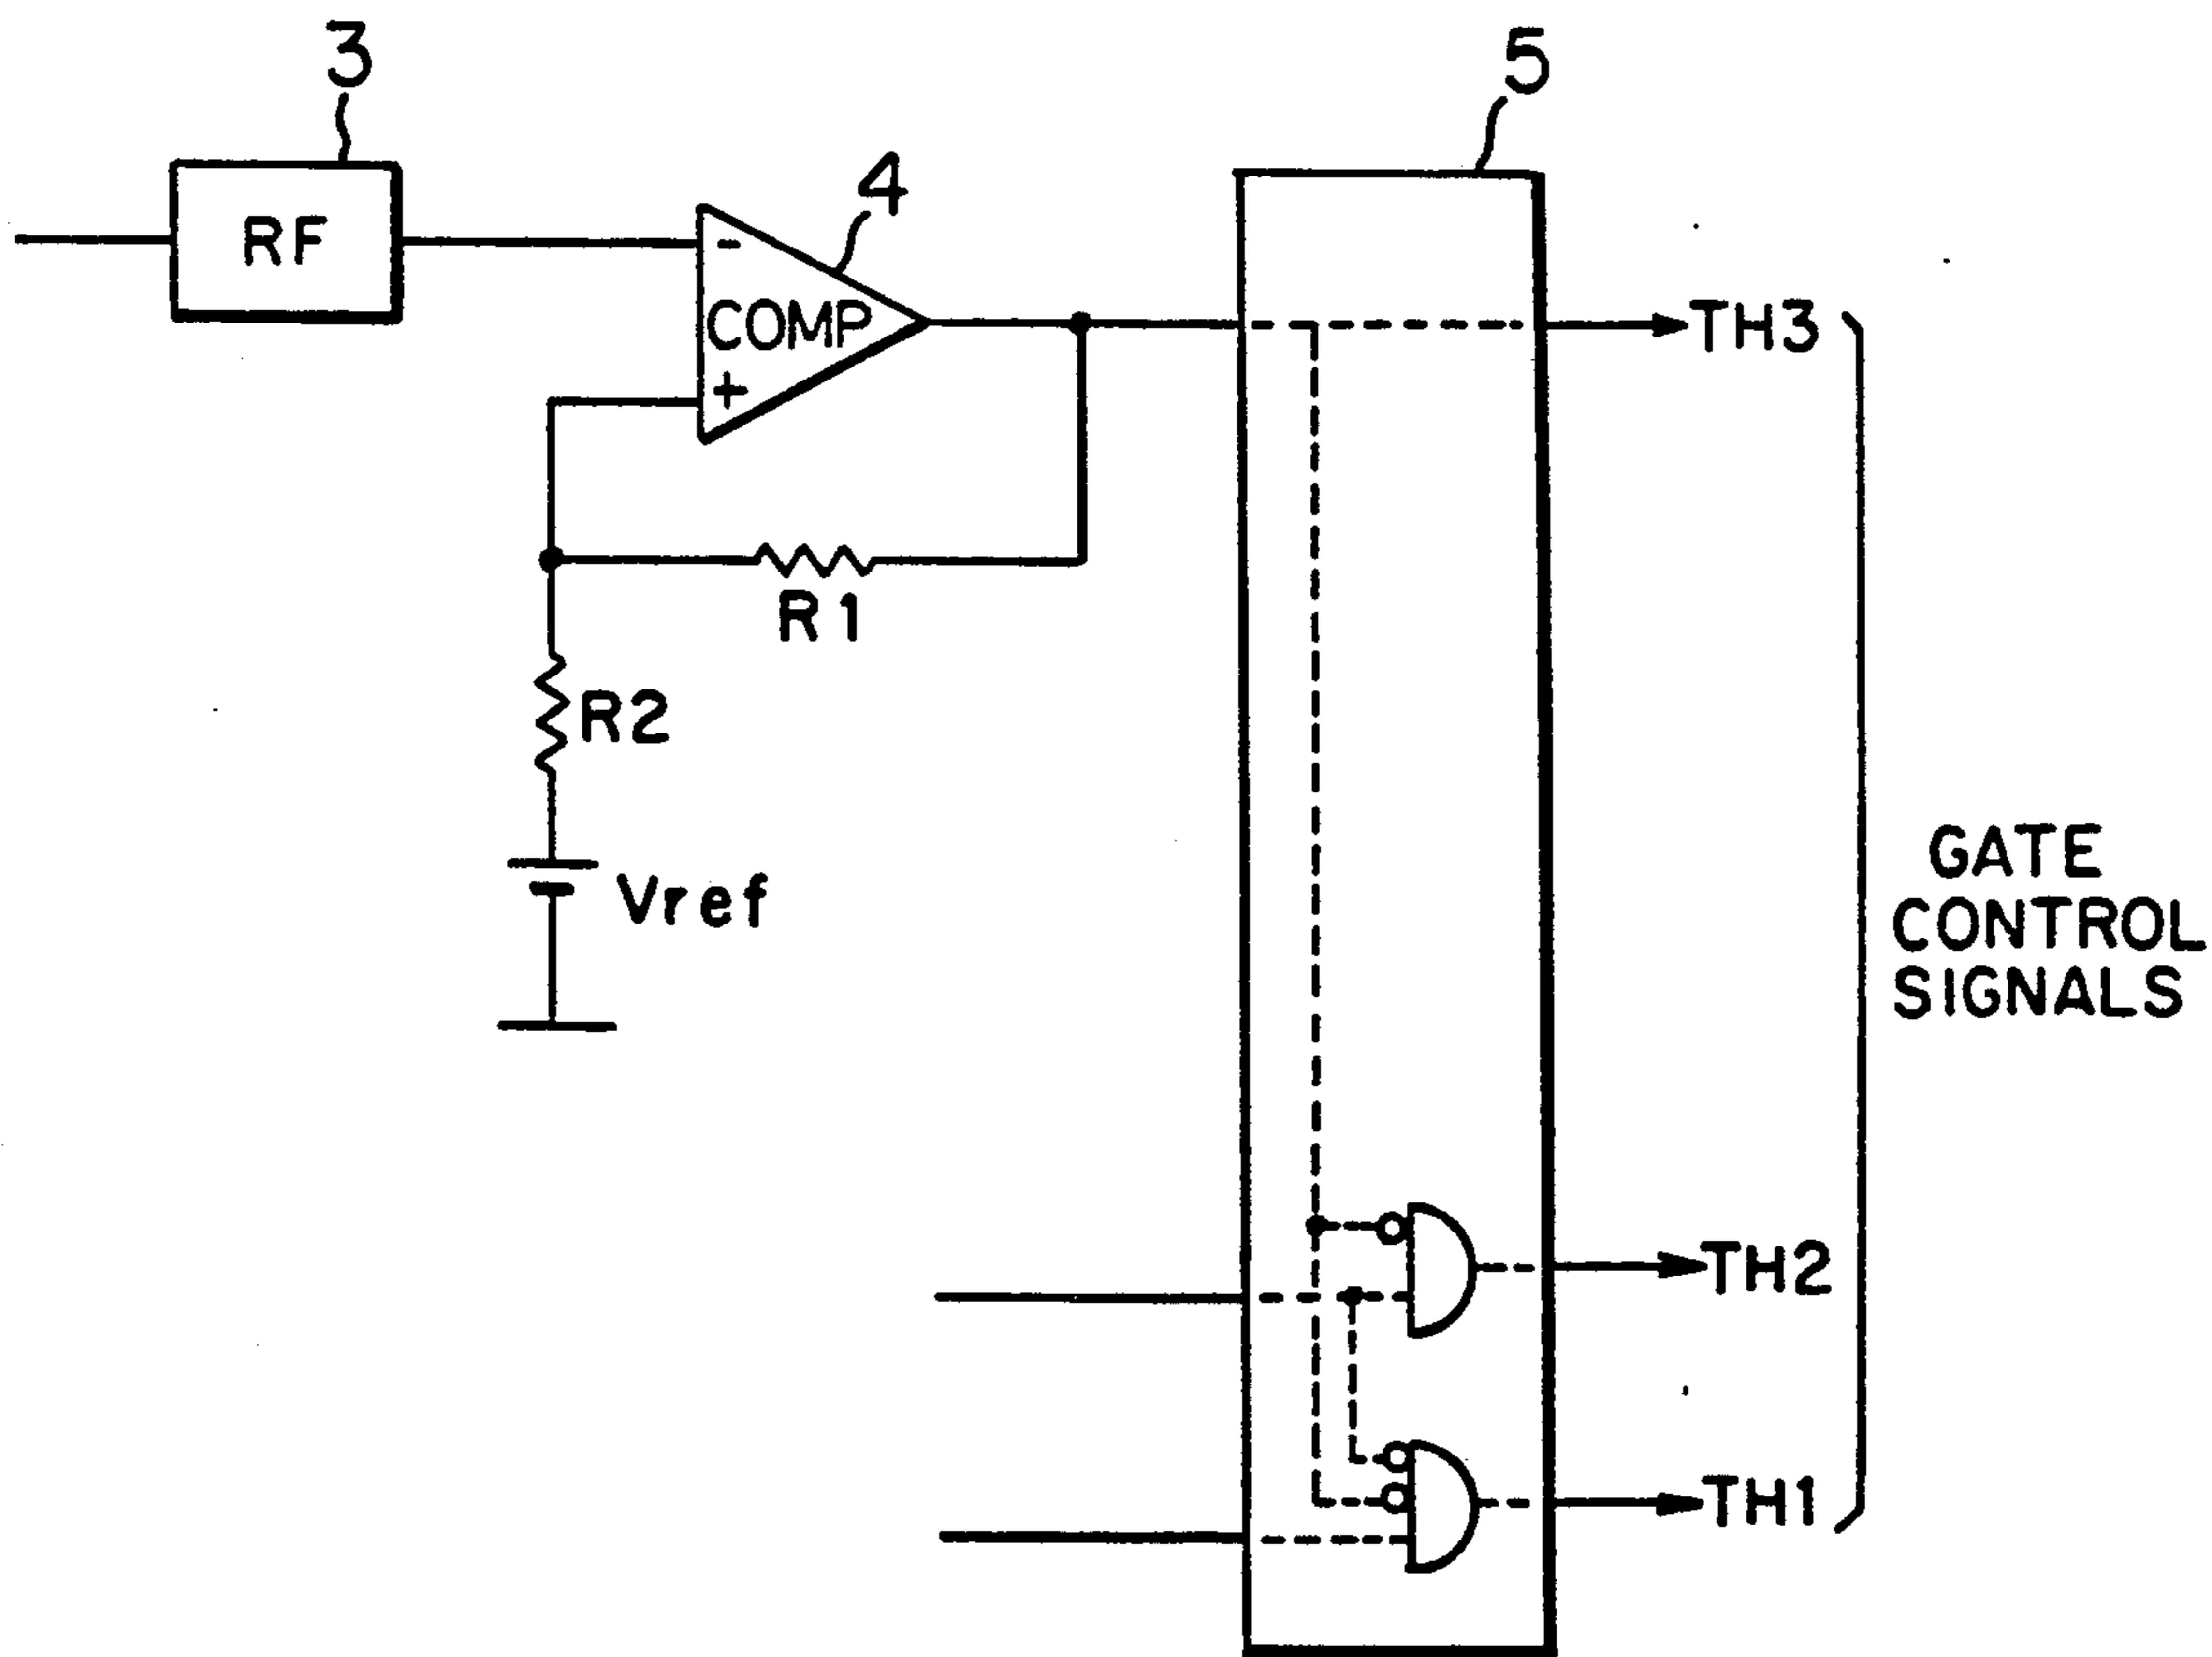 3
5
4
RF
-
COMP
+
TH3
R1
R2
Vref
GATE
CONTROL
SIGNALS
TH2
TH1